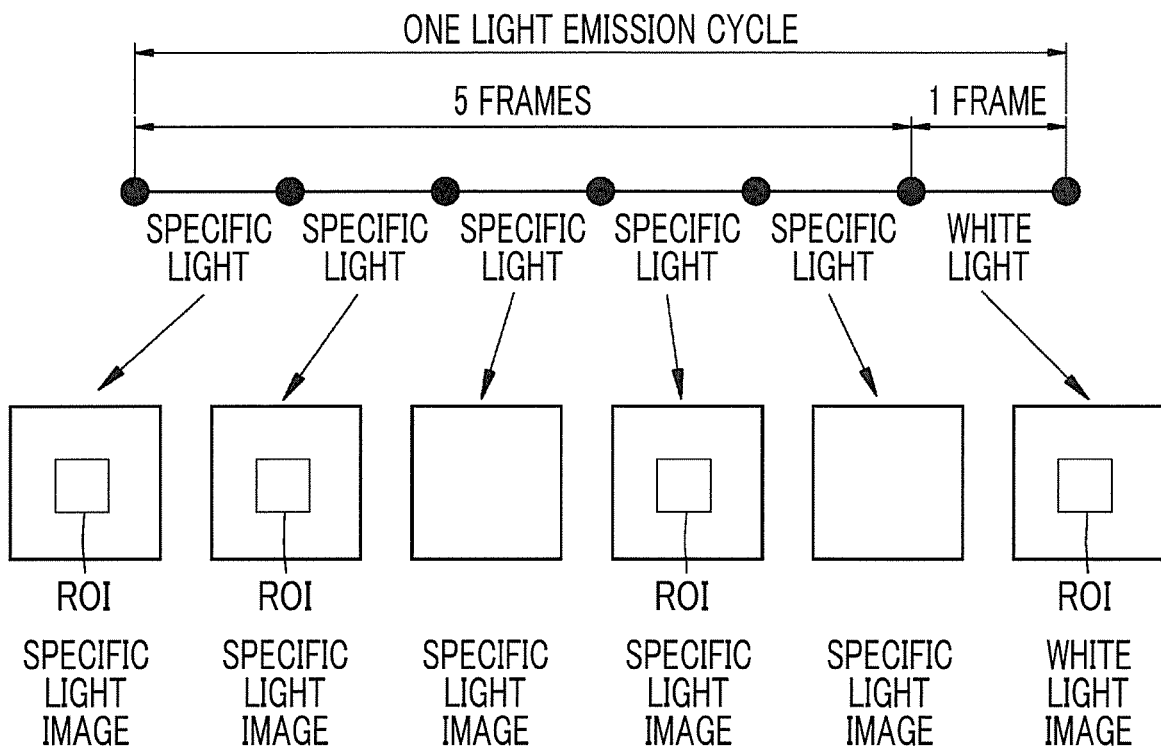 ONE LIGHT EMISSION CYCLE
5 FRAMES
1 FRAME
SPECIFIC
LIGHT
SPECIFIC
LIGHT
SPECIFIC
LIGHT
SPECIFIC
LIGHT
SPECIFIC
LIGHT
WHITE
LIGHT
ROI
ROI
ROI
ROI
SPECIFIC
LIGHT
IMAGE
SPECIFIC
LIGHT
IMAGE
SPECIFIC
LIGHT
IMAGE
SPECIFIC
LIGHT
IMAGE
SPECIFIC
LIGHT
IMAGE
WHITE
LIGHT
IMAGE